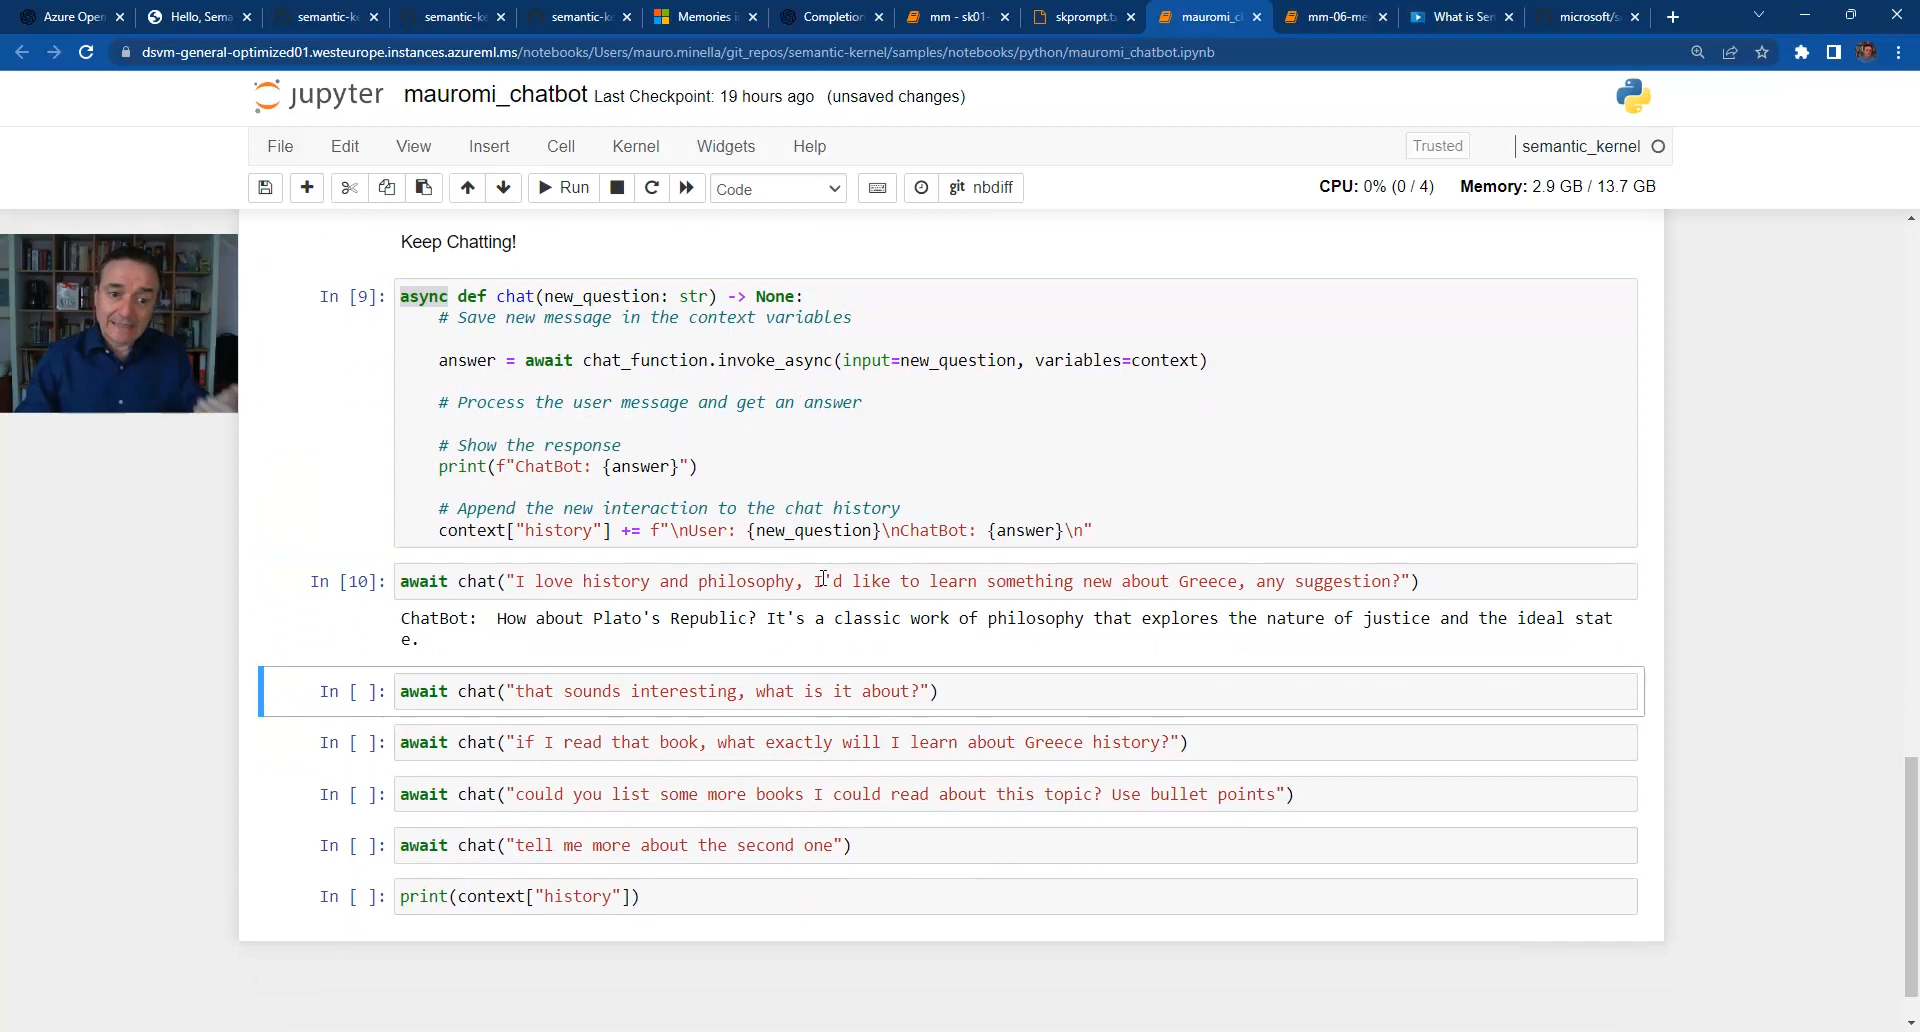 Azure Open
Hello, Sema
semantic-ke
semantic-ke
semantic-ke
Memories i
Completion
mm - sk01-
skprompt.t
mauromi_c
mm-06-me
What is Sem
microsoft/s
dsvm-general-optimized01.westeurope.instances.azureml.ms/notebooks/Users/mauro.minella/git_repos/semantic-kernel/samples/notebooks/python/mauromi_chatbot.ipynb
jupyter mauromi_chatbot Last Checkpoint: 19 hours ago (unsaved changes)
File Edit View Insert Cell Kernel Widgets Help Trusted semantic_kernel
Run Code git nbdiff CPU: 0% (0 / 4) Memory: 2.9 GB / 13.7 GB
Keep Chatting!
In [9]: async def chat(new_question: str) -> None:
# Save new message in the context variables
answer = await chat_function.invoke_async(input=new_question, variables=context)
# Process the user message and get an answer
# Show the response
print(f"ChatBot: {answer}")
# Append the new interaction to the chat history
context["history"] += f"\nUser: {new_question}\nChatBot: {answer}\n"
In [10]: await chat("I love history and philosophy, I'd like to learn something new about Greece, any suggestion?")
ChatBot:  How about Plato's Republic? It's a classic work of philosophy that explores the nature of justice and the ideal stat
e.
In [ ]: await chat("that sounds interesting, what is it about?")
In [ ]: await chat("if I read that book, what exactly will I learn about Greece history?")
In [ ]: await chat("could you list some more books I could read about this topic? Use bullet points")
In [ ]: await chat("tell me more about the second one")
In [ ]: print(context["history"])